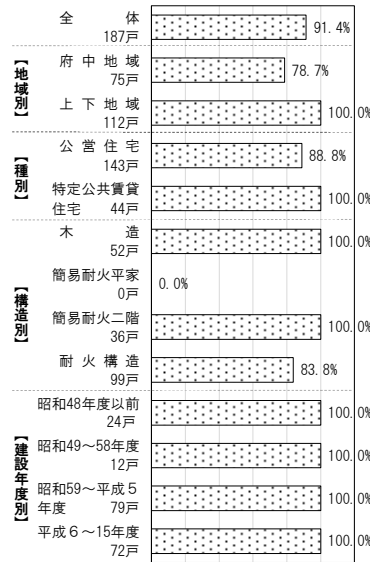 全体
187戸
91.4%
【地域別】
府中地域
75戸
78.7%
上下地域
112戸
100.0%
【種別】
公営住宅
143戸
88.8%
特定公共賃貸
住宅 44戸
100.0%
【構造別】
木造
52戸
100.0%
簡易耐火平家
0戸
0.0%
簡易耐火二階
36戸
100.0%
耐火構造
99戸
83.8%
【建設年度別】
昭和48年度以前
24戸
100.0%
昭和49～58年度
12戸
100.0%
昭和59～平成５
年度 79戸
100.0%
平成６～15年度
72戸
100.0%